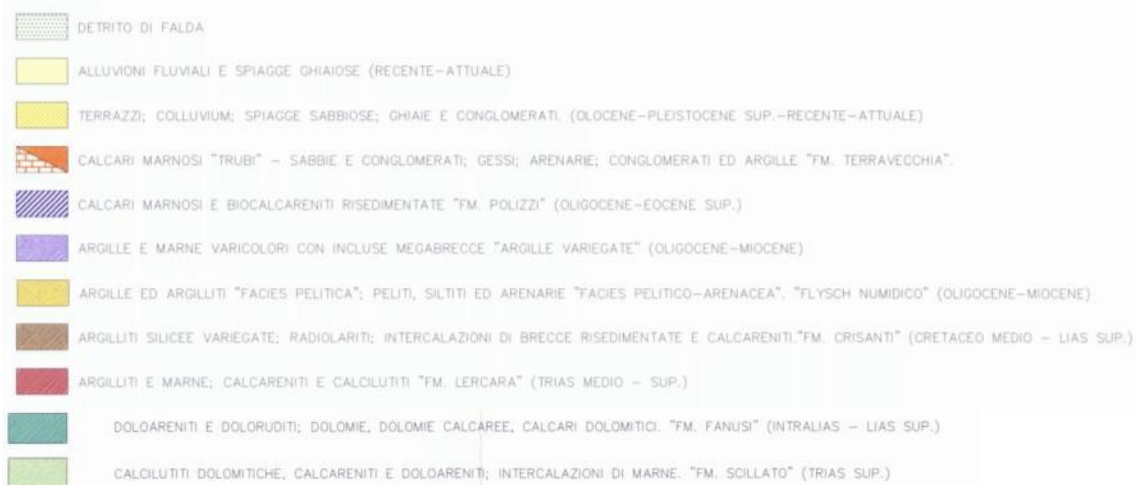 DETRITO DI FALDA
ALLUVIONI FLUVIALI E SPIAGGE GHIAIOSE (RECENTE-ATTUALE)
TERRAZZI; COLLUVIUM; SPIAGGE SABBIOSE; GHIAIE E CONGLOMERATI. (OLOCENE-PLEISTOCENE SUP.-RECENTE-ATTUALE)
CALCARI MARNOSI "TRUBI" - SABBIE E CONGLOMERATI; GESSI; ARENARIE; CONGLOMERATI ED ARGILLE "FM. TERRAVECCHIA".
CALCARI MARNOSI E BIOCALCARENITI RISEDIMENTATE "FM. POLIZZI" (OLIGOCENE-EOCENE SUP.)
ARGILLE E MARNE VARICOLORI CON INCLUSE MEGABRECCE "ARGILLE VARIEGATE" (OLIGOCENE-MIOCENE)
ARGILLE ED ARGILLITI "FACIES PELITICA"; PELITI, SILTITI ED ARENARIE "FACIES PELITICO-ARENACEA". "FLYSCH NUMIDICO" (OLIGOCENE-MIOCENE)
ARGILLITI SILICEE VARIEGATE; RADIOLARITI; INTERCALAZIONI DI BRECCE RISEDIMENTATE E CALCARENITI."FM. CRISANTI" (CRETACEO MEDIO - LIAS SUP.)
ARGILLITI E MARNE; CALCARENITI E CALCILUTITI "FM. LERCARA" (TRIAS MEDIO - SUP.)
DOLOARENITI E DOLORUDITI; DOLOMIE, DOLOMIE CALCAREE, CALCARI DOLOMITICI. "FM. FANUSI" (INTRALIAS - LIAS SUP.)
CALCILUTITI DOLOMITICHE, CALCARENITI E DOLOARENITI; INTERCALAZIONI DI MARNE. "FM. SCILLATO" (TRIAS SUP.)